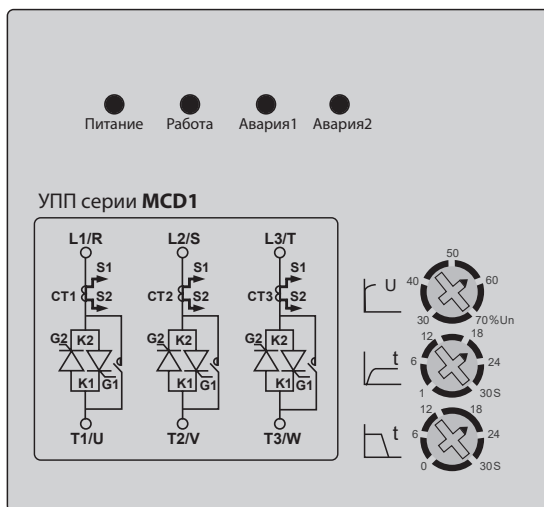 Питание Работа Авария1 Авария2
УПП серии MCD1
L1/R L2/S L3/T
S1 S1 S1
CT1 S2 CT2 S2 CT3 S2
G2 K2 G2 K2 G2 K2
K1 G1 K1 G1 K1 G1
T1/U T2/V T3/W
50
40 U 60
30 70%Un
12 18
6 t 24
1 30S
12 18
6 t 24
0 30S